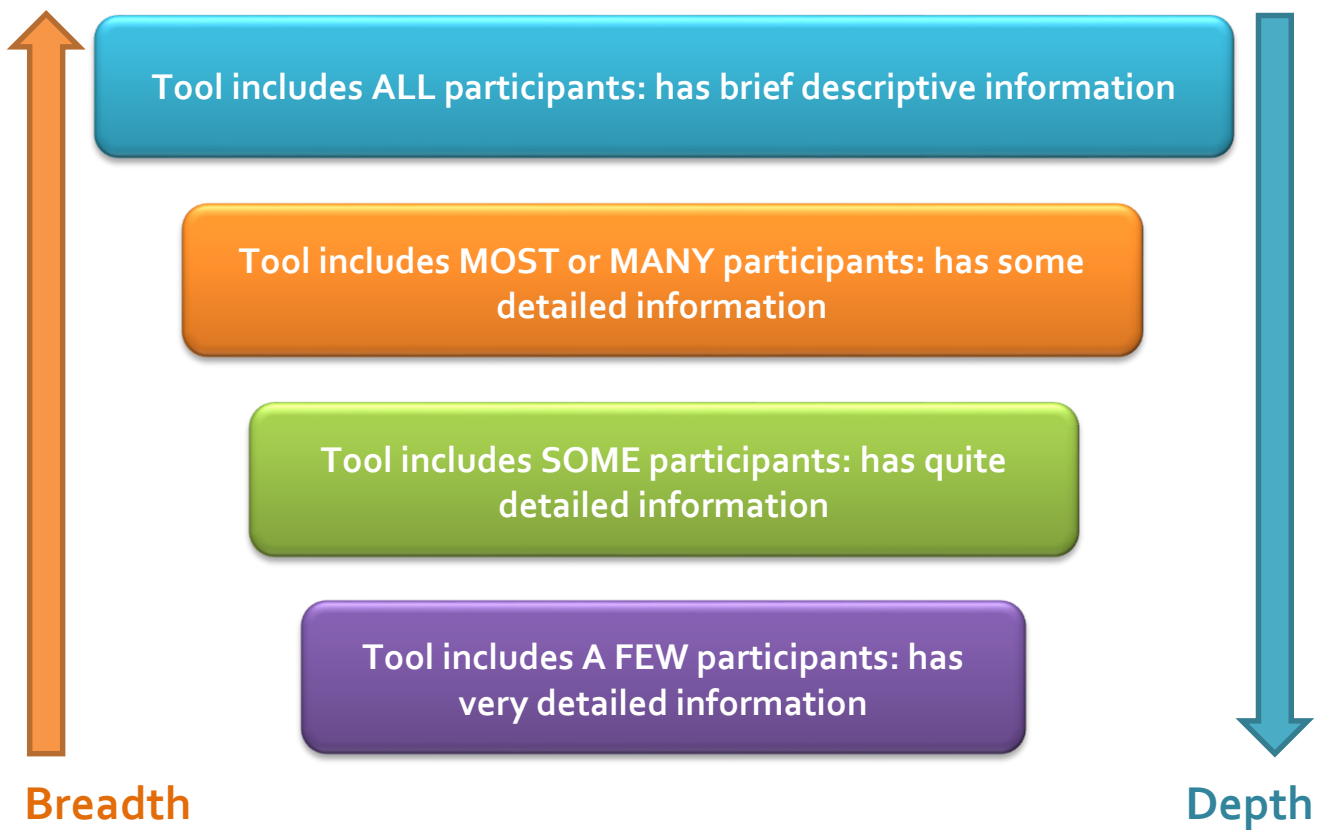 Tool includes ALL participants: has brief descriptive information
Tool includes MOST or MANY participants: has some
detailed information
Tool includes SOME participants: has quite
detailed information
Tool includes A FEW participants: has
very detailed information
Breadth
Depth